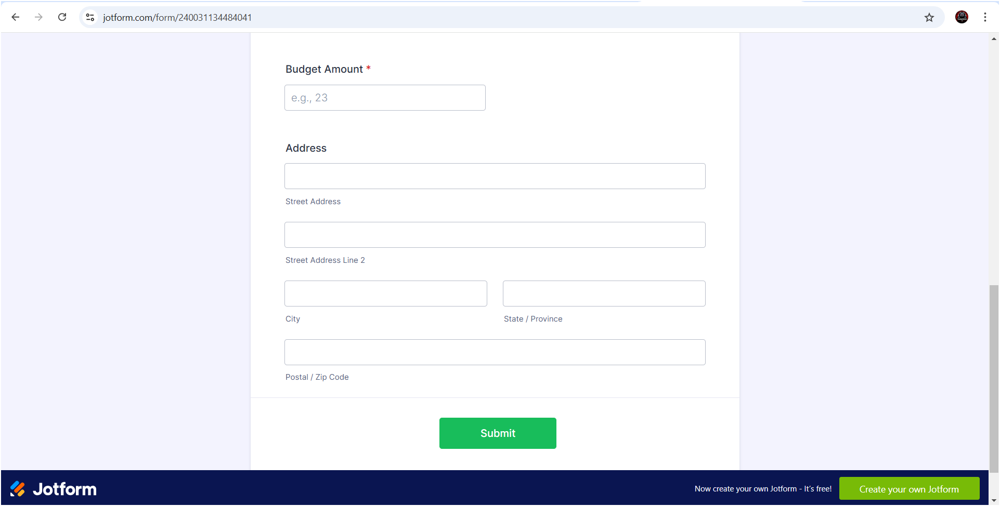 jotform.com/form/240031134484041
Budget Amount *
e.g., 23
Address
Street Address
Street Address Line 2
City
State / Province
Postal / Zip Code
Submit
Jotform
Now create your own Jotform - It's free!
Create your own Jotform